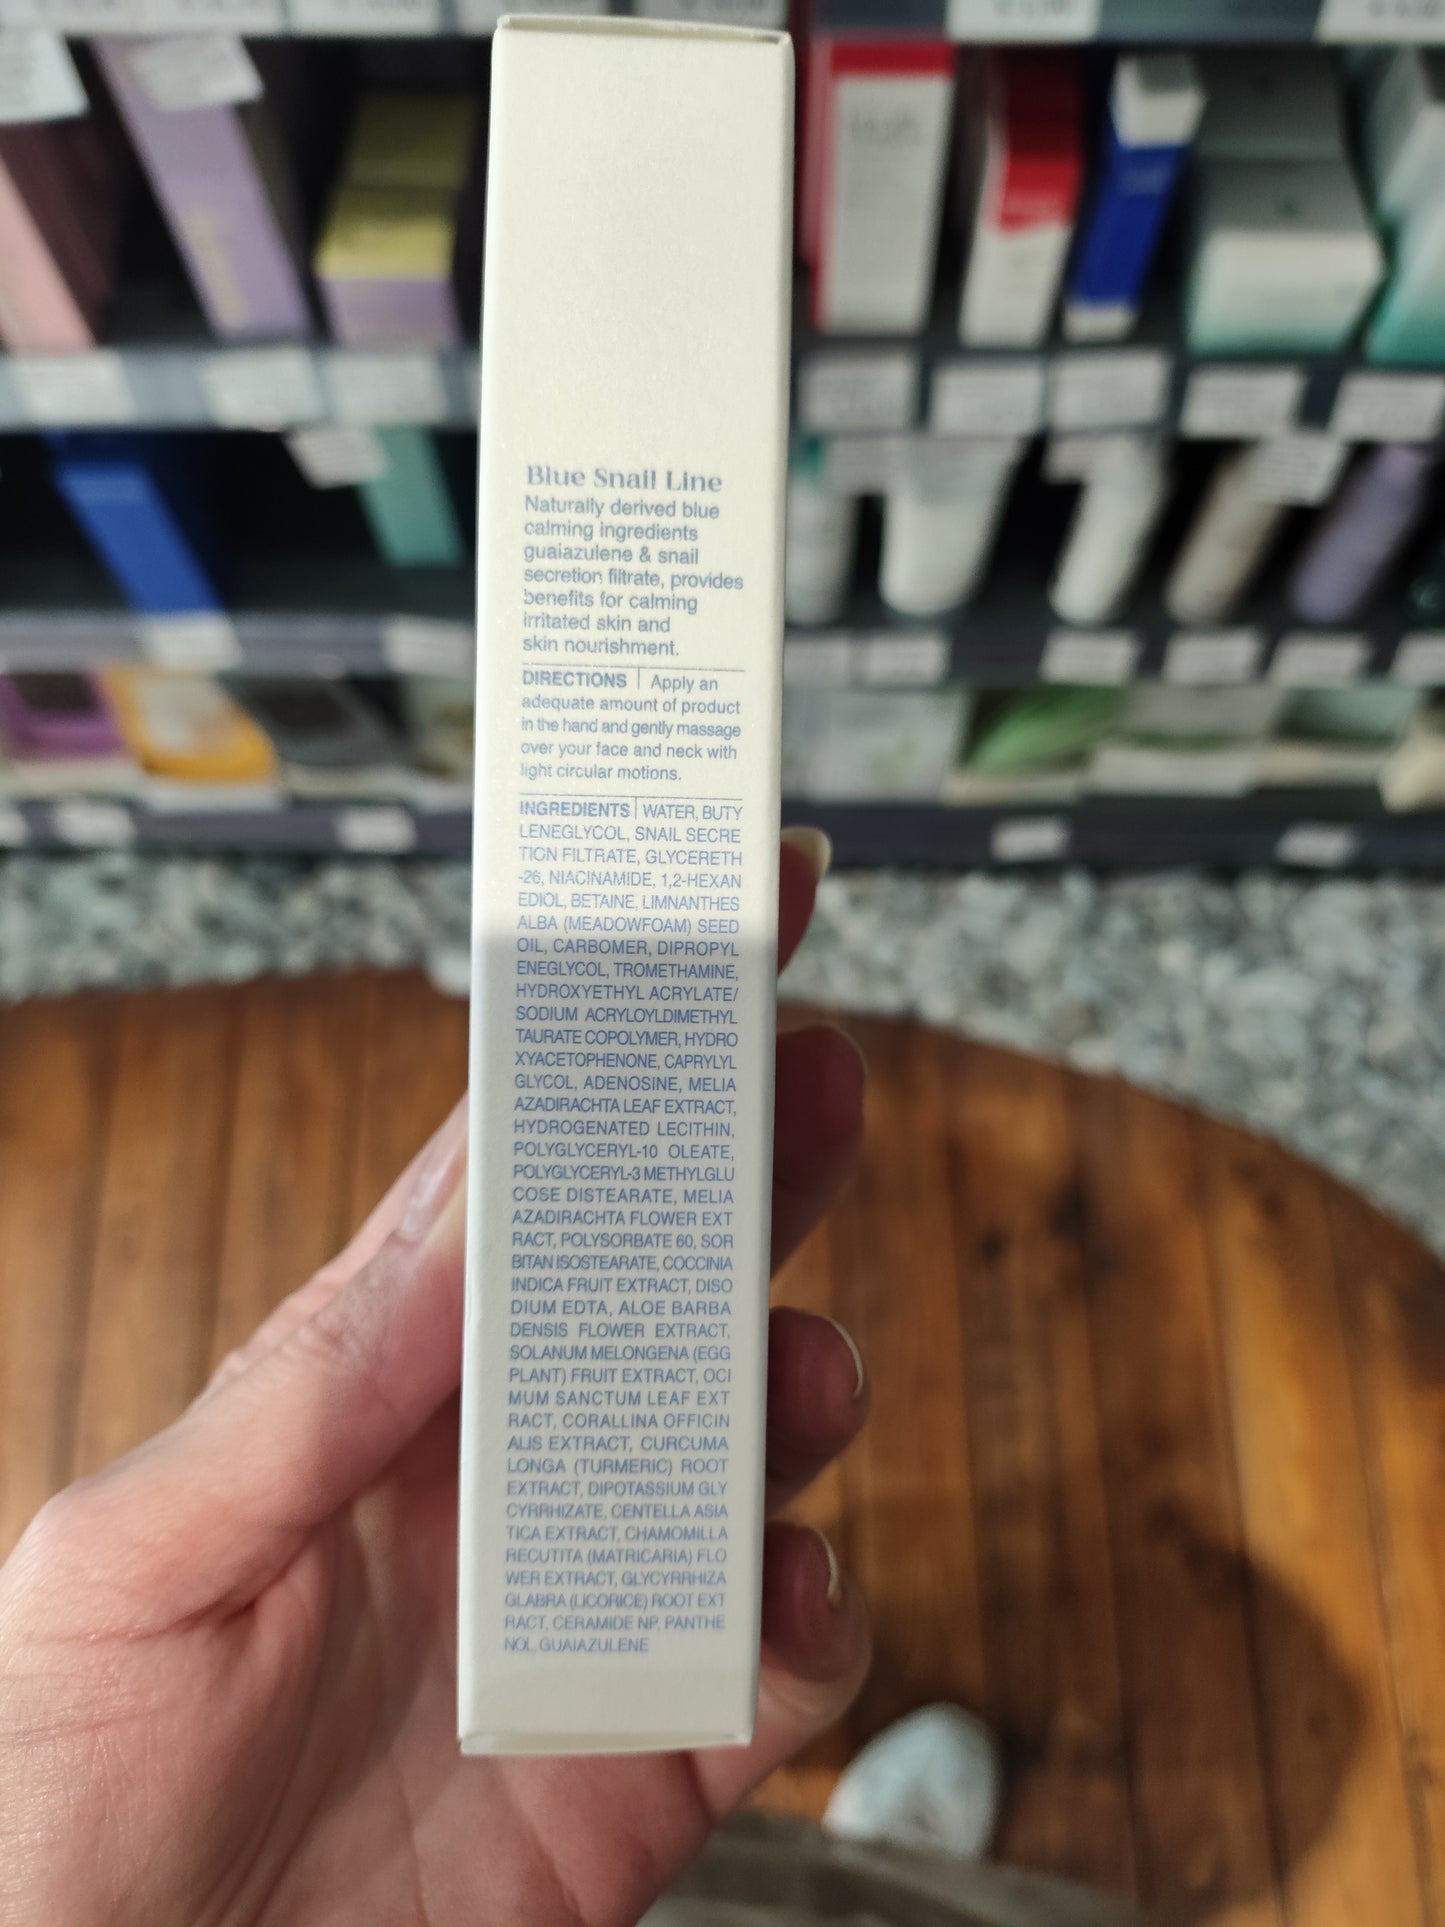 Blue Snail Line
Naturally derived blue
calming ingredients
guaiazulene & snail
secretion filtrate, provides
benefits for calming
irritated skin and
skin nourishment.
DIRECTIONS | Apply an
adequate amount of product
in the hand and gently massage
over your face and neck with
light circular motions.
INGREDIENTS | WATER, BUTY
LENEGLYCOL, SNAIL SECRE
TION FILTRATE, GLYCERETH
-26, NIACINAMIDE, 1,2-HEXAN
EDIOL, BETAINE, LIMNANTHES
ALBA (MEADOWFOAM) SEED
OIL, CARBOMER, DIPROPYL
ENEGLYCOL, TROMETHAMINE,
HYDROXYETHYL ACRYLATE/
SODIUM ACRYLOYLDIMETHYL
TAURATE COPOLYMER, HYDRO
XYACETOPHENONE, CAPRYLYL
GLYCOL, ADENOSINE, MELIA
AZADIRACHTA LEAF EXTRACT,
HYDROGENATED LECITHIN,
POLYGLYCERYL-10 OLEATE,
POLYGLYCERYL-3 METHYLGLU
COSE DISTEARATE, MELIA
AZADIRACHTA FLOWER EXT
RACT, POLYSORBATE 60, SOR
BITAN ISOSTEARATE, COCCINIA
INDICA FRUIT EXTRACT, DISO
DIUM EDTA, ALOE BARBA
DENSIS FLOWER EXTRACT,
SOLANUM MELONGENA (EGG
PLANT) FRUIT EXTRACT, OCI
MUM SANCTUM LEAF EXT
RACT, CORALLINA OFFICIN
ALIS EXTRACT, CURCUMA
LONGA (TURMERIC) ROOT
EXTRACT, DIPOTASSIUM GLY
CYRRHIZATE, CENTELLA ASIA
TICA EXTRACT, CHAMOMILLA
RECUTITA (MATRICARIA) FLO
WER EXTRACT, GLYCYRRHIZA
GLABRA (LICORICE) ROOT EXT
RACT, CERAMIDE NP, PANTHE
NOL, GUAIAZULENE